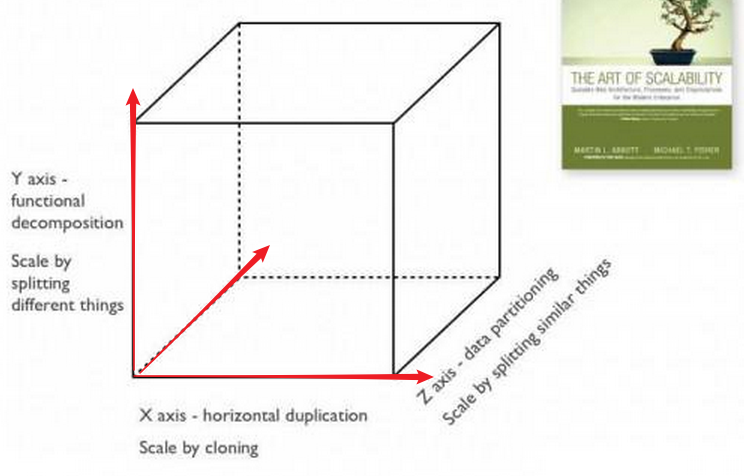 THE ART OF SCALABILITY
Scalable Web Architecture, Processes, and Organizations
for the Modern Enterprise
MARTIN L. ABBOTT MICHAEL T. FISHER
Y axis -
functional
decomposition
Scale by
splitting
different things
Z axis - data partitioning
Scale by splitting similar things
X axis - horizontal duplication
Scale by cloning